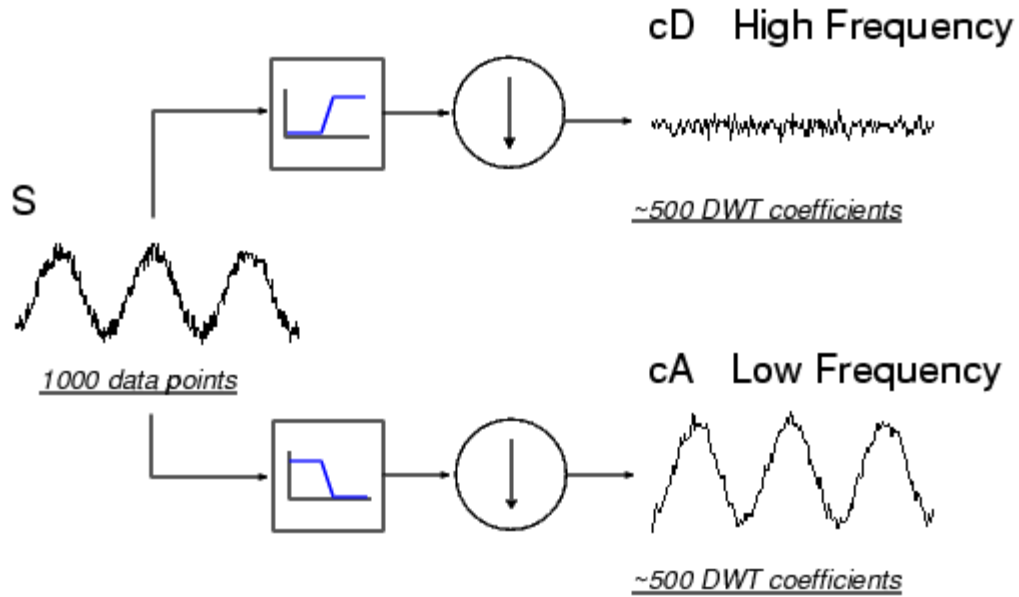 cD High Frequency
~500 DWT coefficients
S
1000 data points
cA Low Frequency
~500 DWT coefficients